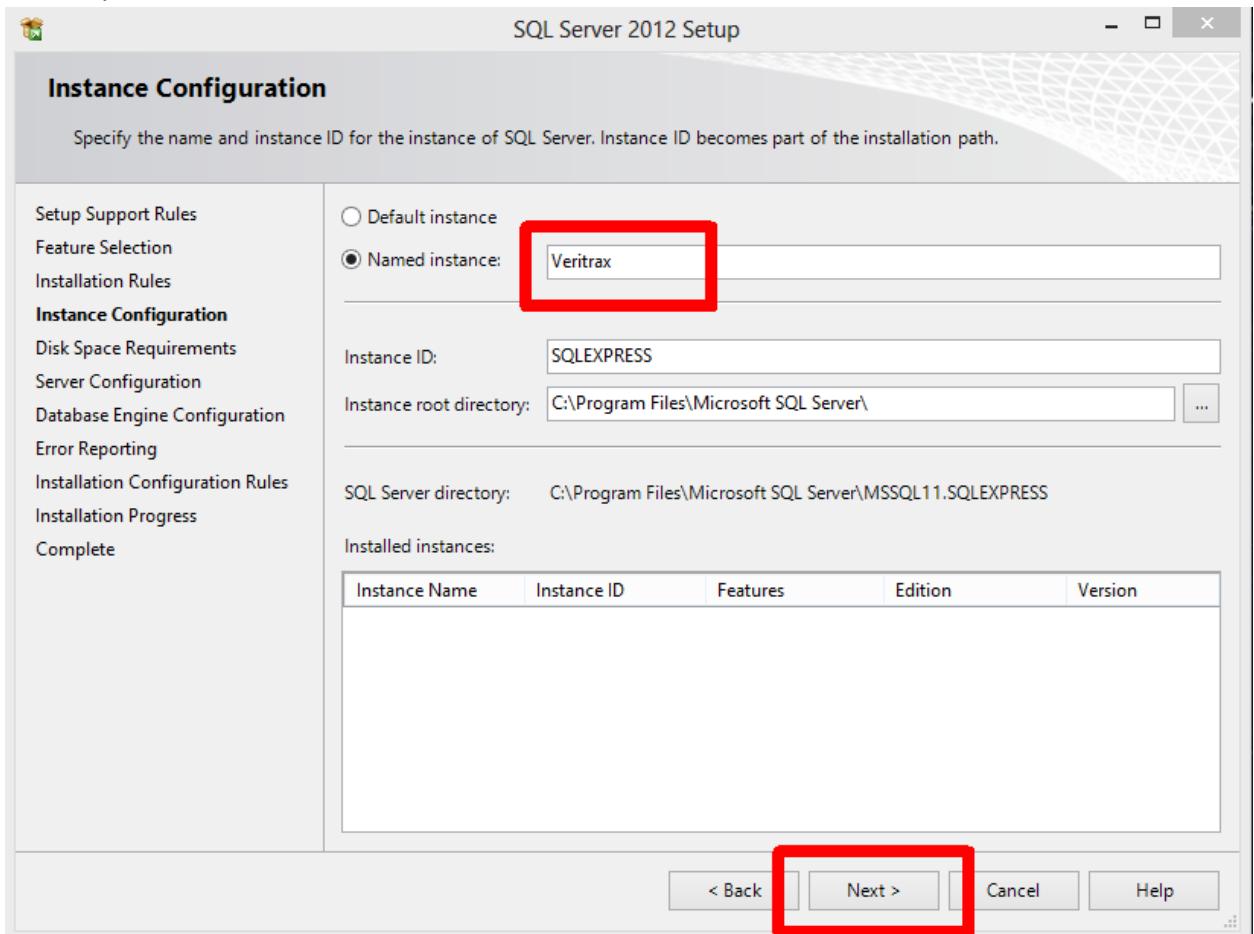 SQL Server 2012 Setup
Instance Configuration
Specify the name and instance ID for the instance of SQL Server. Instance ID becomes part of the installation path.
Setup Support Rules
Feature Selection
Installation Rules
Instance Configuration
Disk Space Requirements
Server Configuration
Database Engine Configuration
Error Reporting
Installation Configuration Rules
Installation Progress
Complete
Default instance
Named instance: Veritrax
Instance ID: SQLEXPRESS
Instance root directory: C:\Program Files\Microsoft SQL Server\ ...
SQL Server directory: C:\Program Files\Microsoft SQL Server\MSSQL11.SQLEXPRESS
Installed instances:
Instance Name Instance ID Features Edition Version
< Back Next > Cancel Help